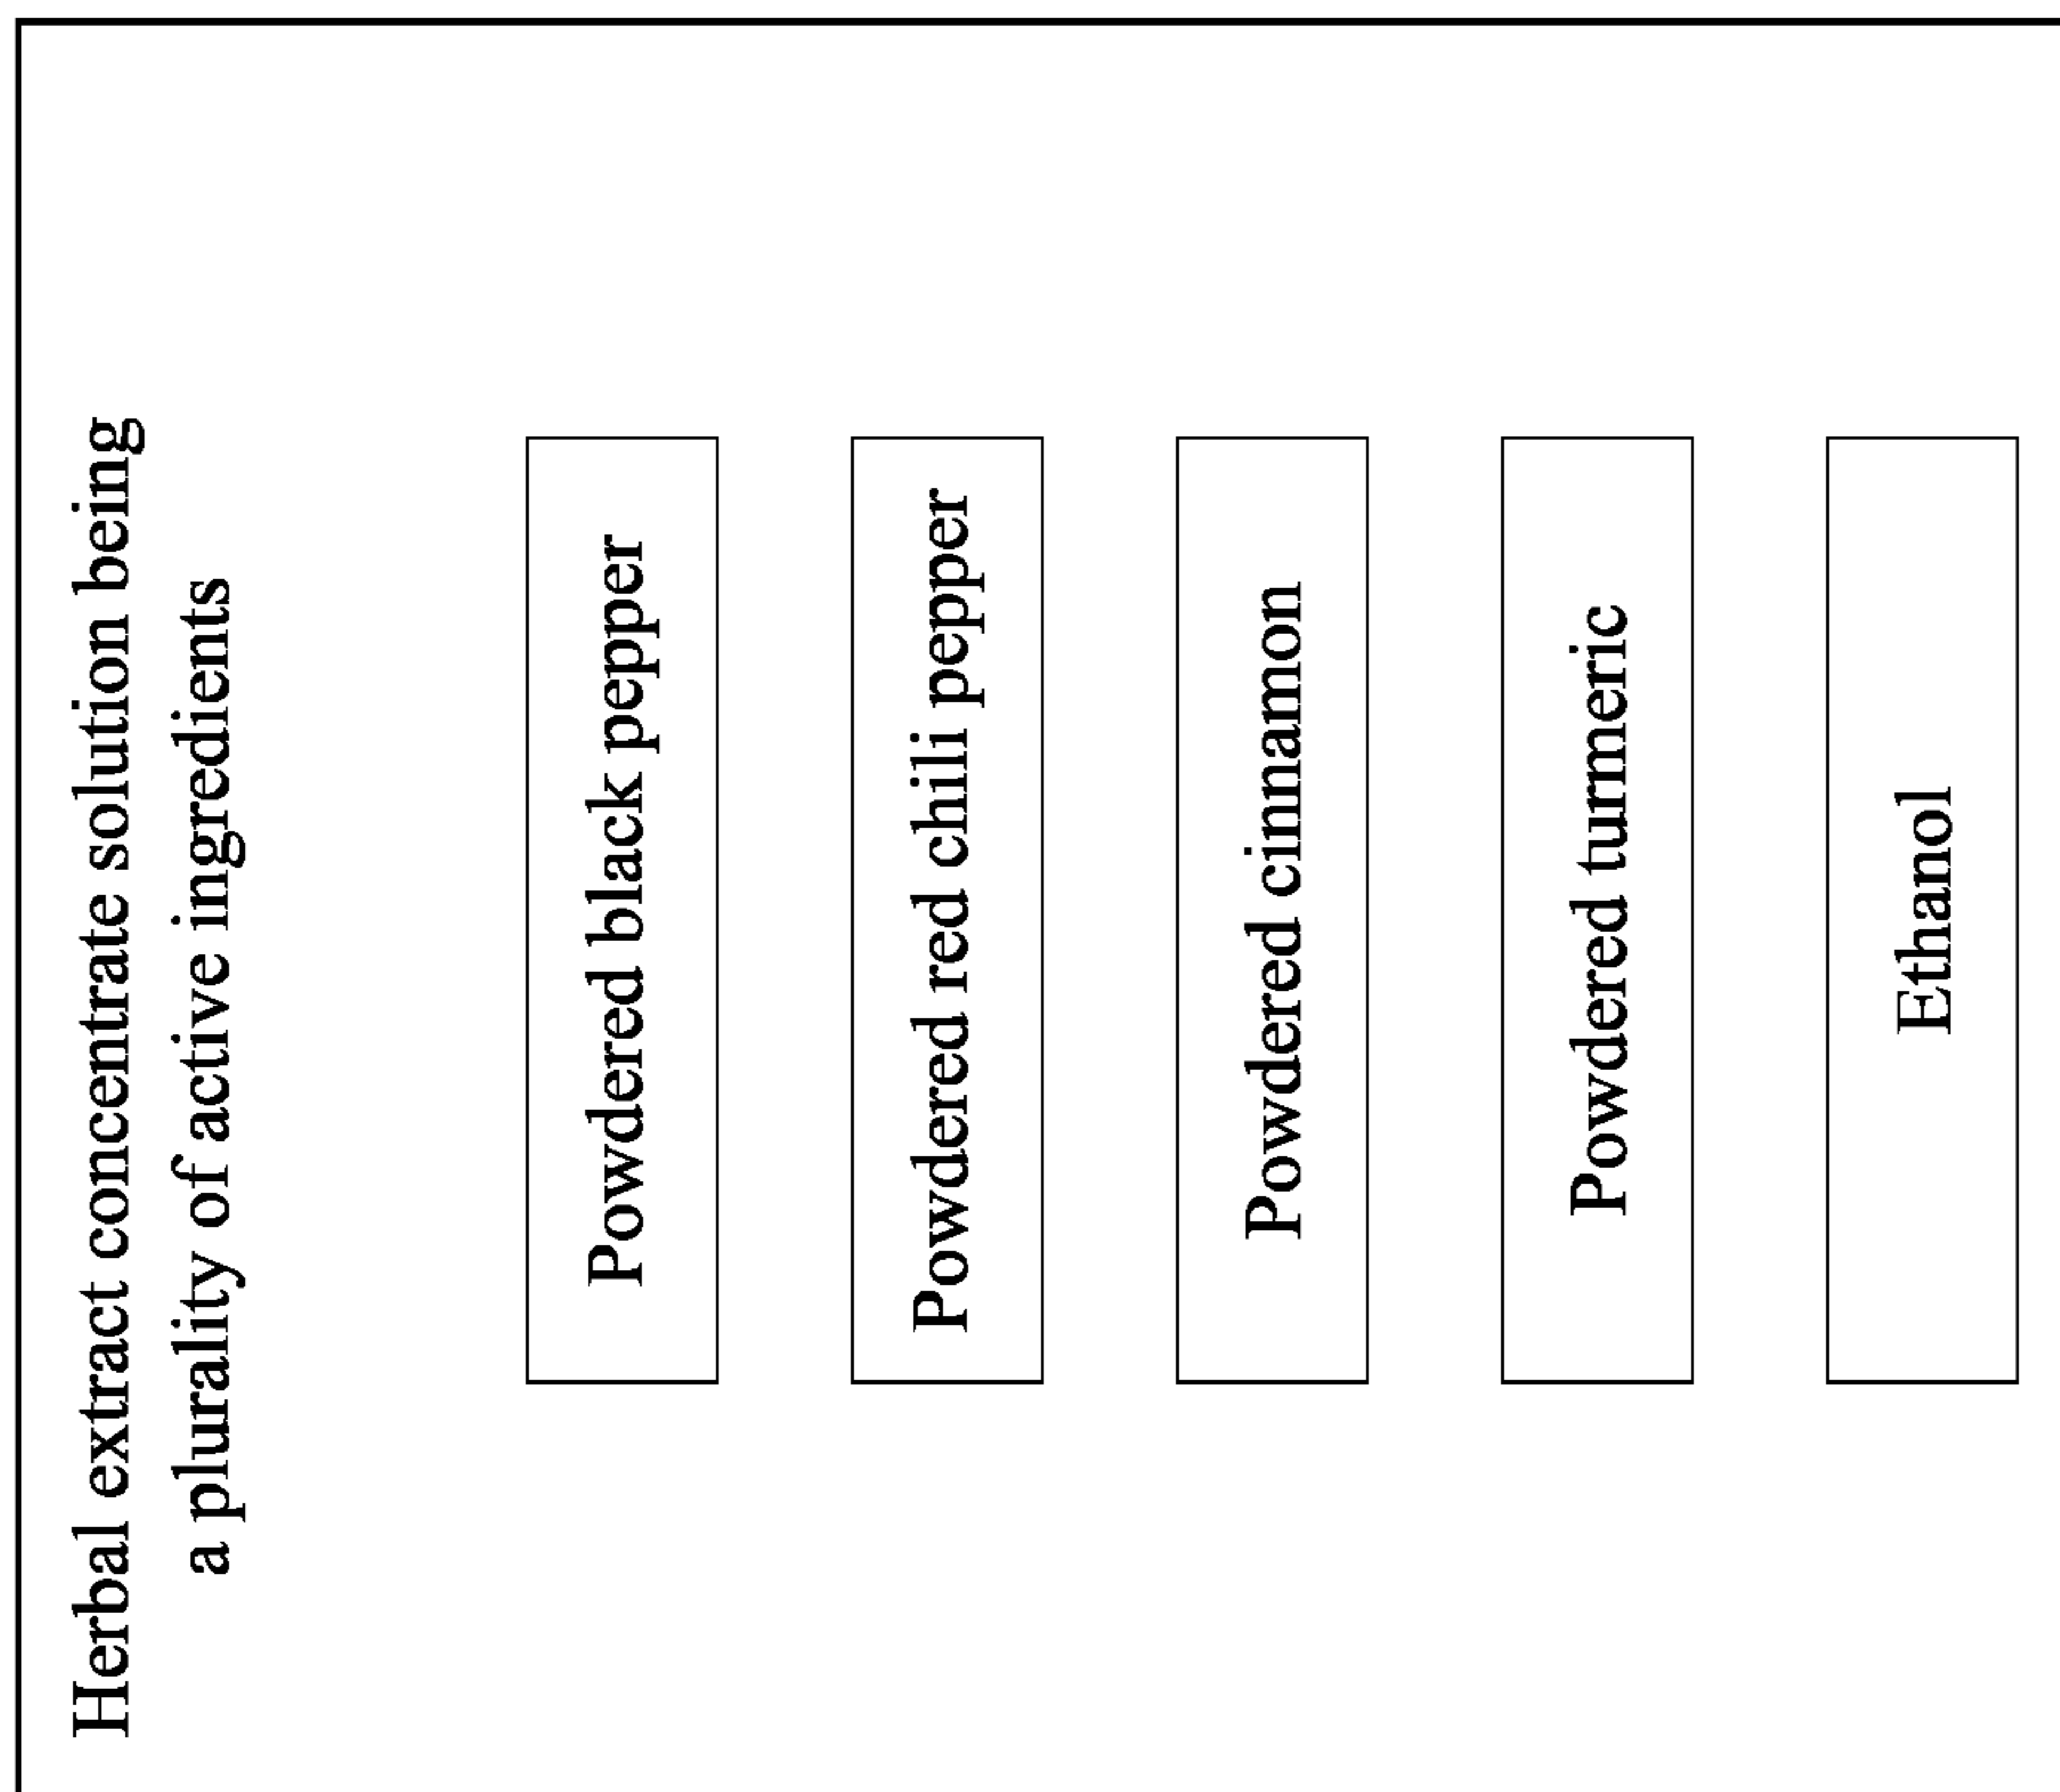 Herbal extract concentrate solution being
a plurality of active ingredients
Powdered black pepper
Powdered red chili pepper
Powdered cinnamon
Powdered turmeric
Ethanol